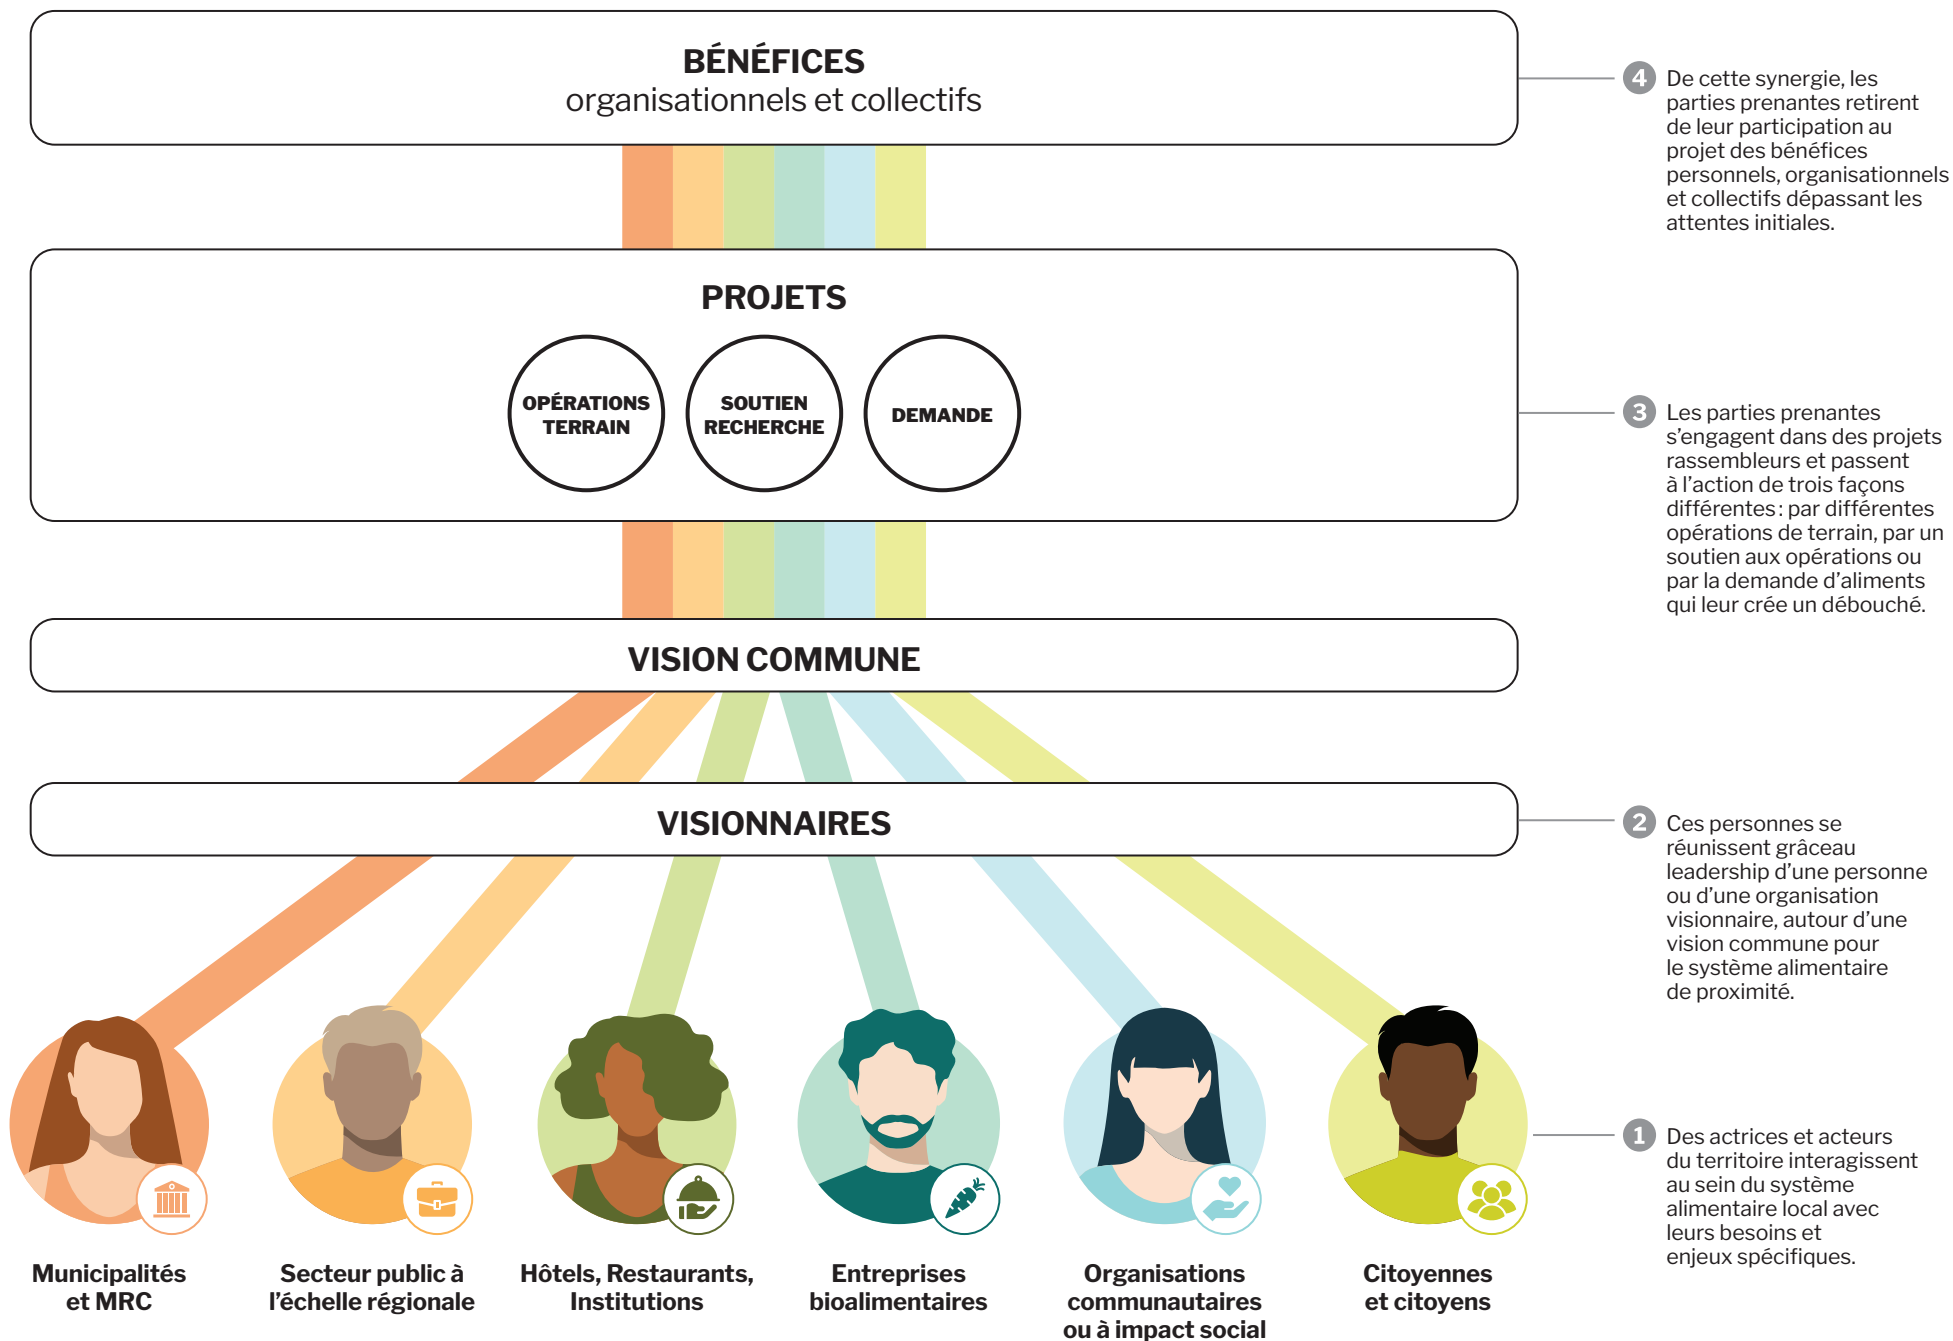 BÉNÉFICES
organisationnels et collectifs
4 De cette synergie, les
parties prenantes retirent
de leur participation au
projet des bénéfices
personnels, organisationnels
et collectifs dépassant les
attentes initiales.
PROJETS
OPÉRATIONS
TERRAIN
SOUTIEN
RECHERCHE
DEMANDE
3 Les parties prenantes
s’engagent dans des projets
rassembleurs et passent
à l’action de trois façons
différentes : par différentes
opérations de terrain, par un
soutien aux opérations ou
par la demande d’aliments
qui leur crée un débouché.
VISION COMMUNE
VISIONNAIRES
2 Ces personnes se
réunissent grâceau
leadership d’une personne
ou d’une organisation
visionnaire, autour d’une
vision commune pour
le système alimentaire
de proximité.
1 Des actrices et acteurs
du territoire interagissent
au sein du système
alimentaire local avec
leurs besoins et
enjeux spécifiques.
Municipalités
et MRC
Secteur public à
l’échelle régionale
Hôtels, Restaurants,
Institutions
Entreprises
bioalimentaires
Organisations
communautaires
ou à impact social
Citoyennes
et citoyens